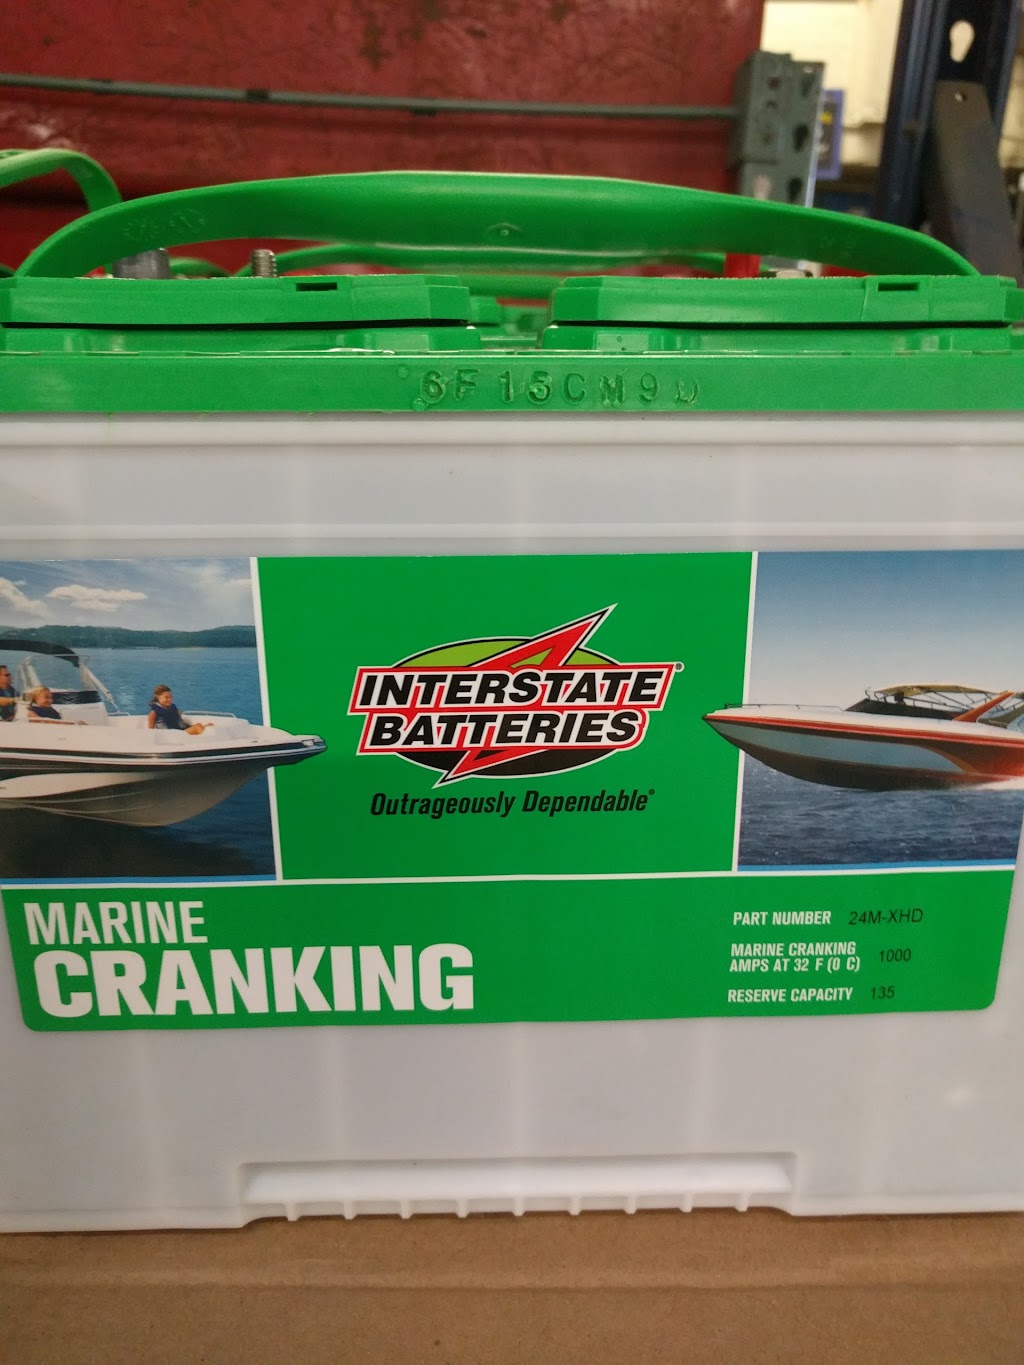 6F15CM9D
INTERSTATE
BATTERIES®
Outrageously Dependable®
MARINE
CRANKING
PART NUMBER 24M-XHD
MARINE CRANKING
AMPS AT 32 F (0 C) 1000
RESERVE CAPACITY 135